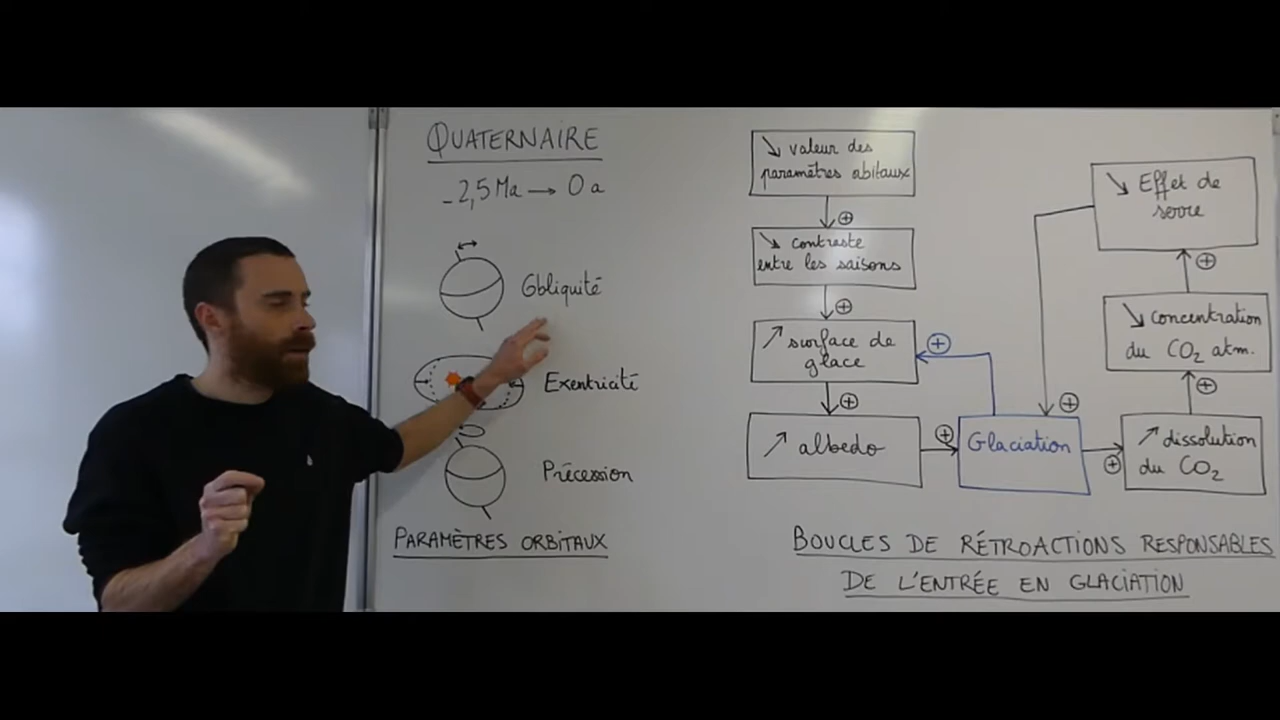 QUATERNAIRE
- 2,5 Ma → 0 a
Obliquité
Exentricité
Précession
PARAMÈTRES ORBITAUX
↘ valeur des
paramètres abitaux
⊕
↘ contraste
entre les saisons
⊕
↗ surface de
glace
⊕
⊕
↗ albedo
⊕
Glaciation
⊕
⊕
↗ dissolution
du CO₂
⊕
↘ concentration
du CO₂ atm.
⊕
↘ Effet de
serre
BOUCLES DE RÉTROACTIONS RESPONSABLES
DE L'ENTRÉE EN GLACIATION